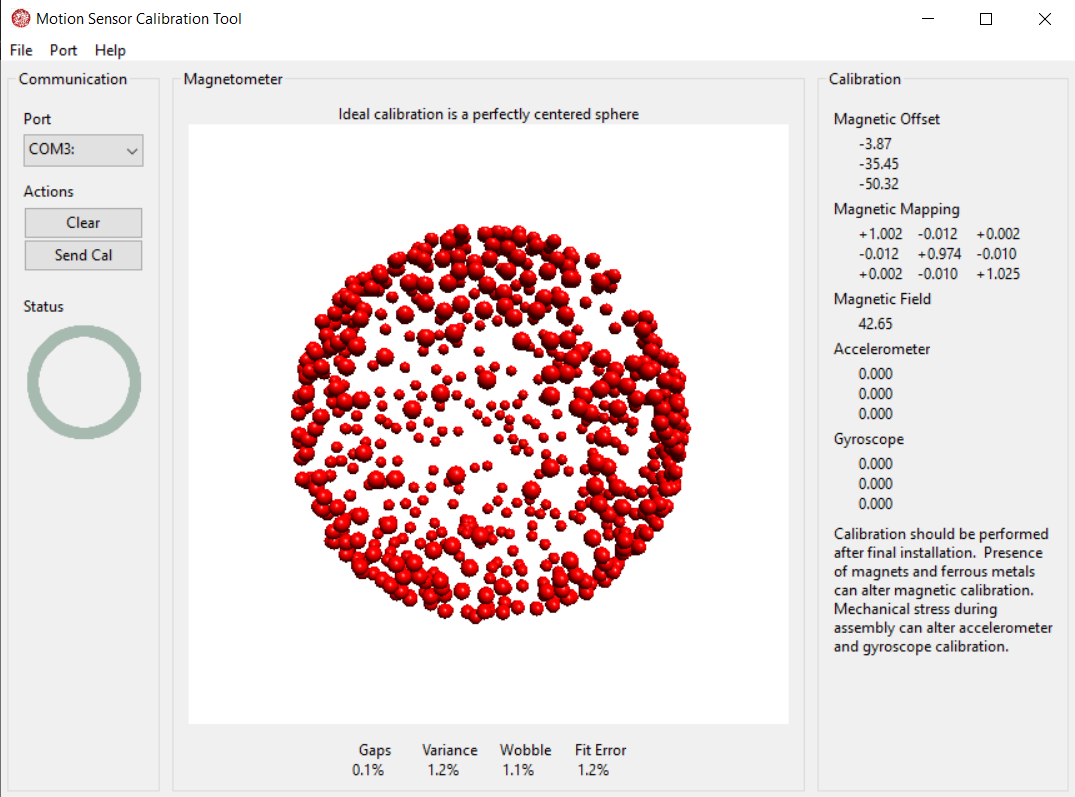 Motion Sensor Calibration Tool
File Port Help
Communication
Port
COM3:
Actions
Clear
Send Cal
Status
Magnetometer
Ideal calibration is a perfectly centered sphere
Gaps Variance Wobble Fit Error
0.1% 1.2% 1.1% 1.2%
Calibration
Magnetic Offset
-3.87
-35.45
-50.32
Magnetic Mapping
+1.002 -0.012 +0.002
-0.012 +0.974 -0.010
+0.002 -0.010 +1.025
Magnetic Field
42.65
Accelerometer
0.000
0.000
0.000
Gyroscope
0.000
0.000
0.000
Calibration should be performed
after final installation. Presence
of magnets and ferrous metals
can alter magnetic calibration.
Mechanical stress during
assembly can alter accelerometer
and gyroscope calibration.